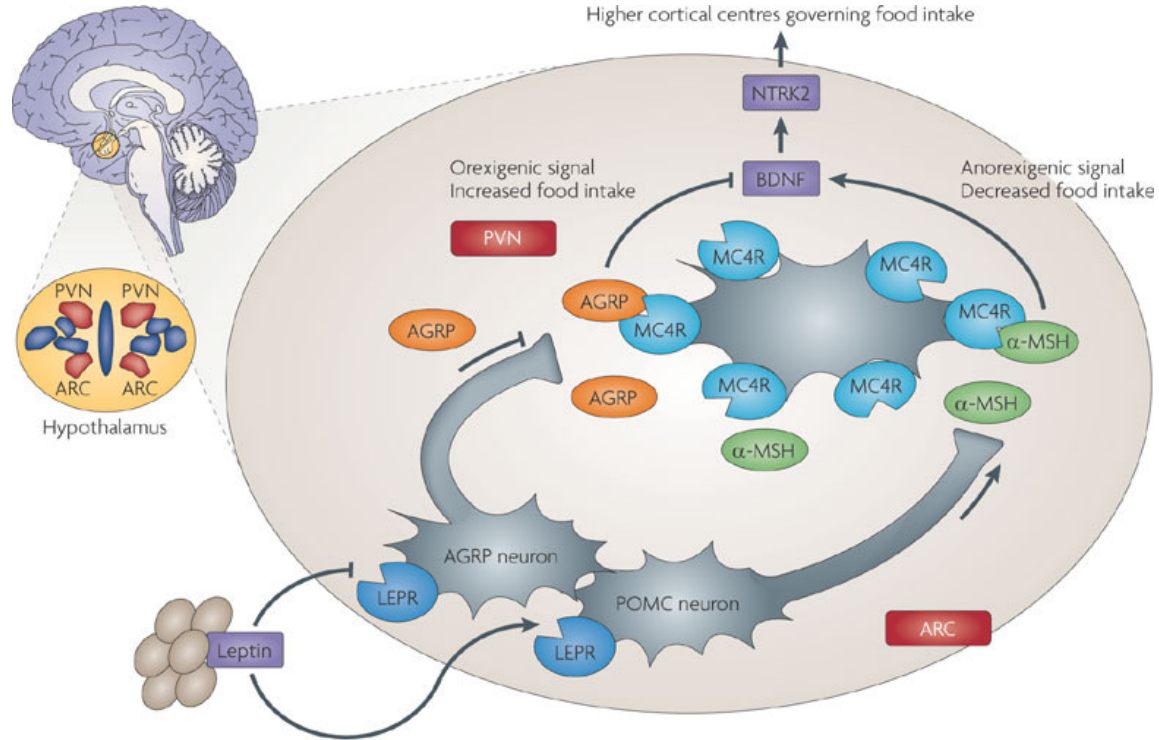 Higher cortical centres governing food intake
NTRK2
BDNF
Orexigenic signal
Increased food intake
Anorexigenic signal
Decreased food intake
PVN
MC4R
MC4R
AGRP
MC4R
MC4R
α-MSH
AGRP
AGRP
MC4R
MC4R
α-MSH
α-MSH
PVN PVN
ARC ARC
Hypothalamus
AGRP neuron
LEPR
POMC neuron
LEPR
ARC
Leptin